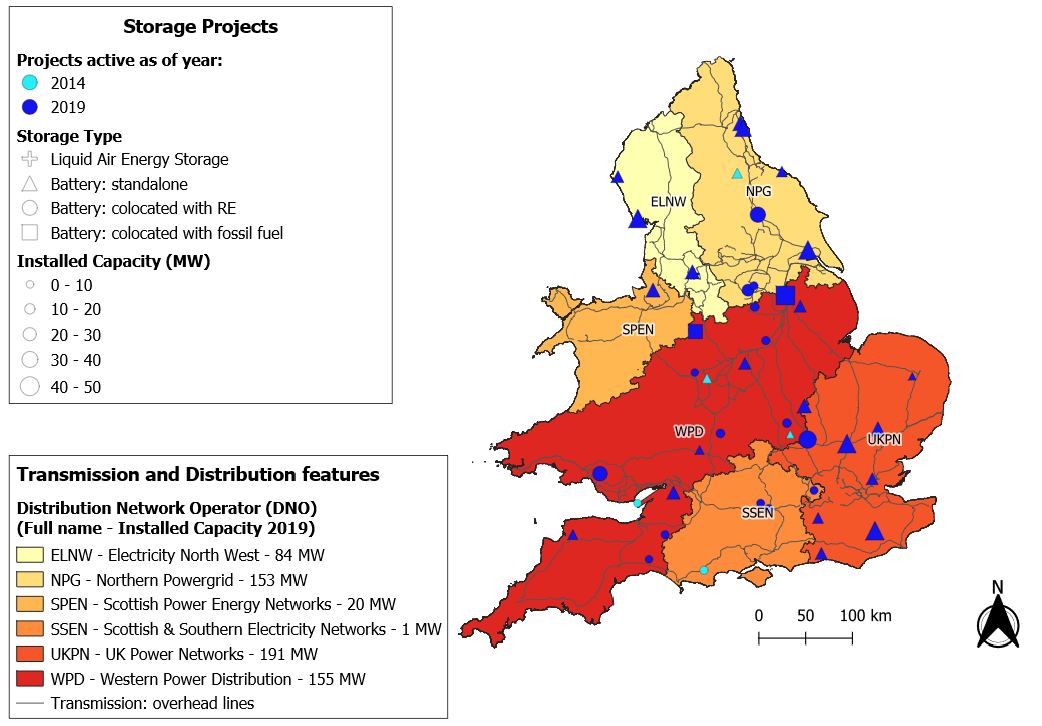 Storage Projects
Projects active as of year:
2014
2019
Storage Type
Liquid Air Energy Storage
Battery: standalone
Battery: colocated with RE
Battery: colocated with fossil fuel
Installed Capacity (MW)
0 - 10
10 - 20
20 - 30
30 - 40
40 - 50
Transmission and Distribution features
Distribution Network Operator (DNO)
(Full name - Installed Capacity 2019)
ELNW - Electricity North West - 84 MW
NPG - Northern Powergrid - 153 MW
SPEN - Scottish Power Energy Networks - 20 MW
SSEN - Scottish & Southern Electricity Networks - 1 MW
UKPN - UK Power Networks - 191 MW
WPD - Western Power Distribution - 155 MW
Transmission: overhead lines
ELNW
NPG
SPEN
WPD
UKPN
SSEN
0 50 100 km
N